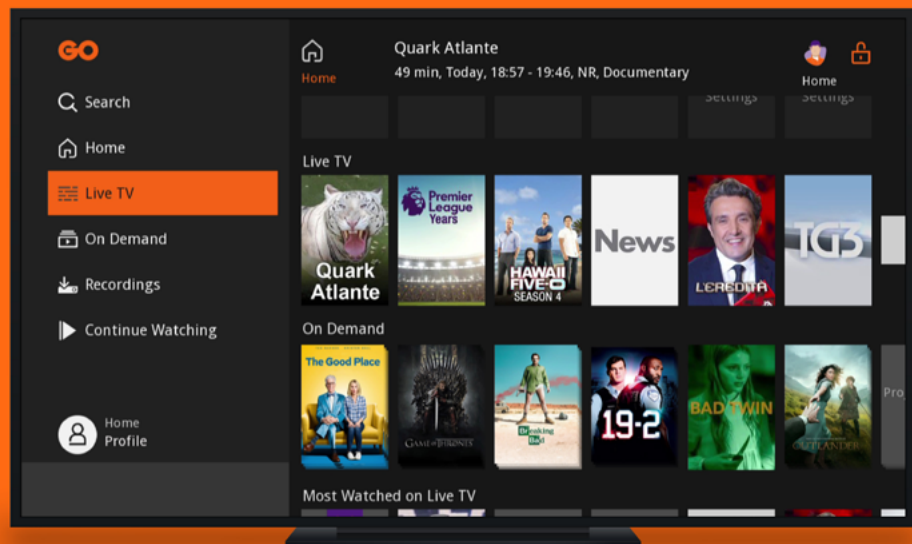 GO
Search
Home
Live TV
On Demand
Recordings
Continue Watching
Home
Profile
Home
Quark Atlante
49 min, Today, 18:57 - 19:46, NR, Documentary
Home
Settings
Settings
Live TV
Quark
Atlante
Premier
League
Years
HAWAII
FIVE-O
SEASON 4
News
L'EREDITÀ
TG3
On Demand
The Good Place
GAME OF THRONES
Breaking
Bad
19-2
BAD TWIN
OUTLANDER
Pro
Most Watched on Live TV